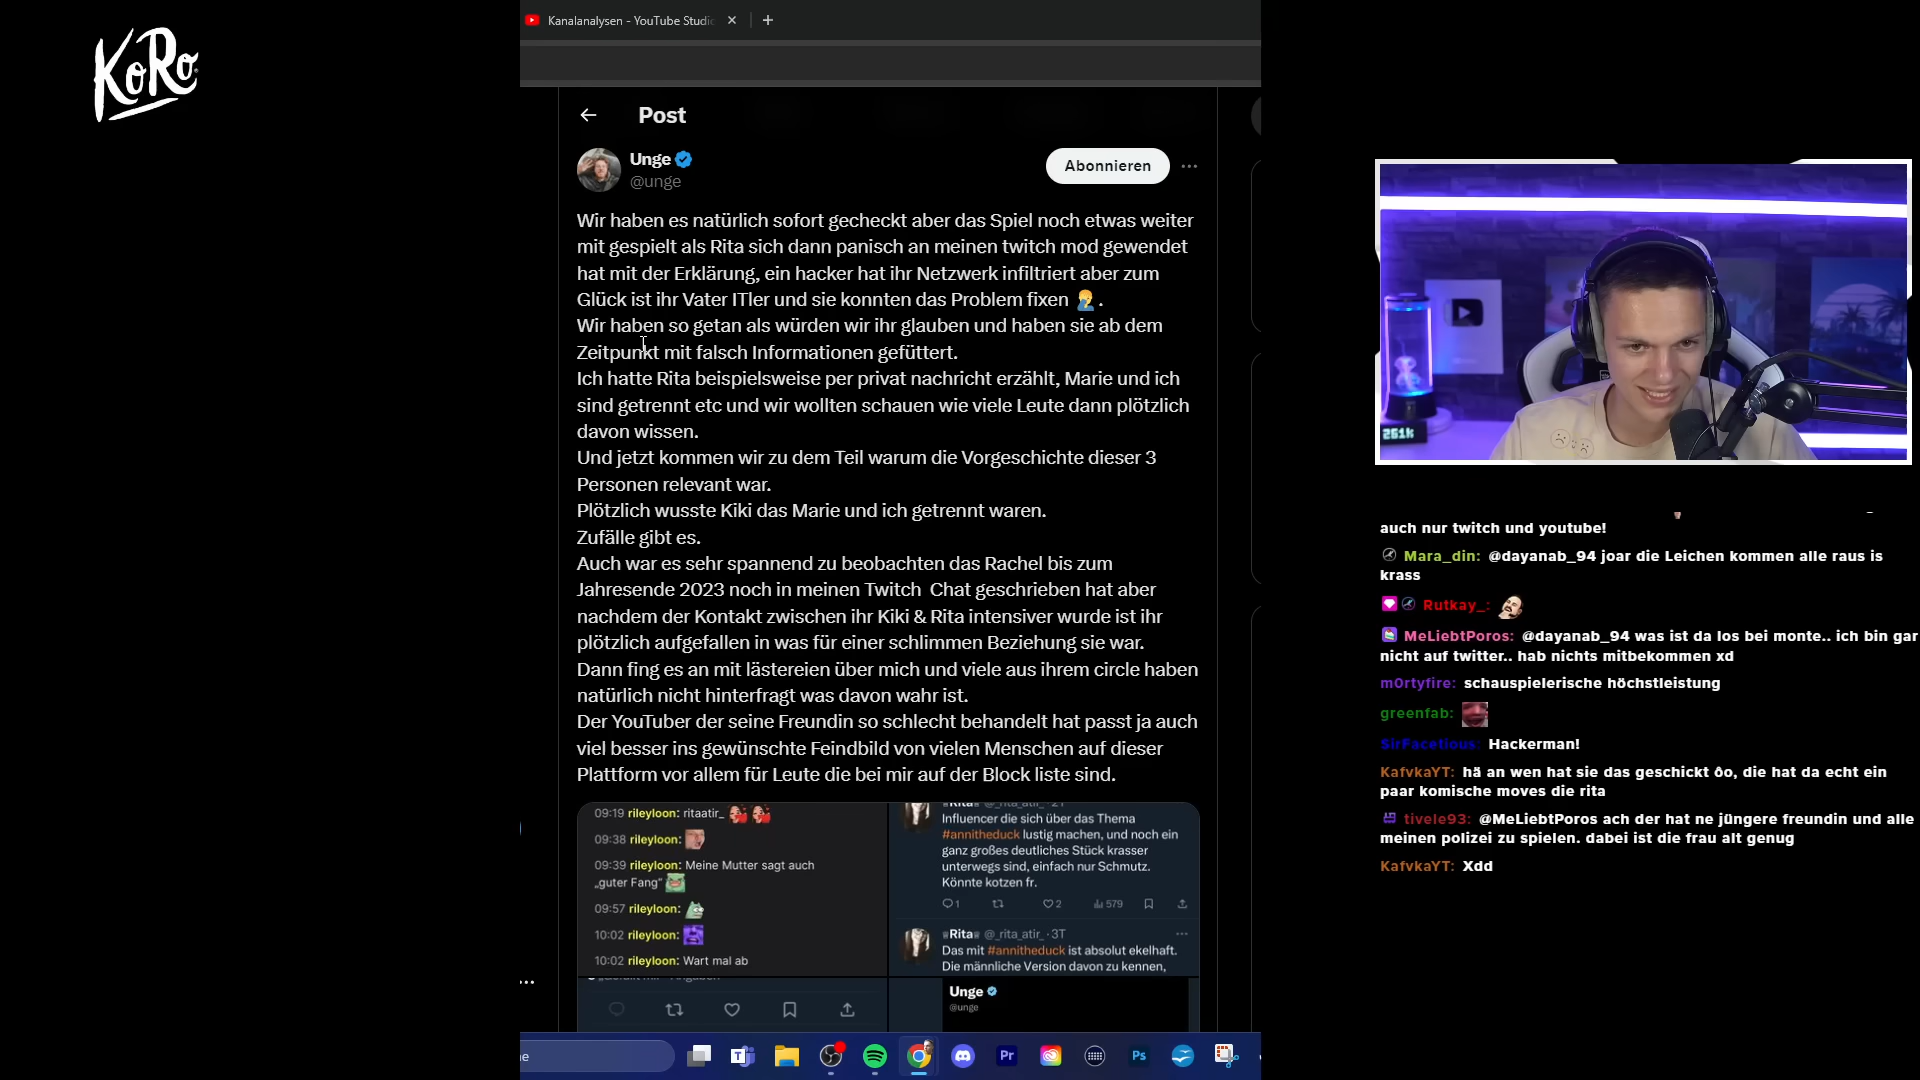 KoRo
Kanalanalysen - YouTube Studio
Post
Unge
@unge
Abonnieren
Wir haben es natürlich sofort gecheckt aber das Spiel noch etwas weiter
mit gespielt als Rita sich dann panisch an meinen twitch mod gewendet
hat mit der Erklärung, ein hacker hat ihr Netzwerk infiltriert aber zum
Glück ist ihr Vater ITler und sie konnten das Problem fixen 🤦‍♂️ .
Wir haben so getan als würden wir ihr glauben und haben sie ab dem
Zeitpunkt mit falsch Informationen gefüttert.
Ich hatte Rita beispielsweise per privat nachricht erzählt, Marie und ich
sind getrennt etc und wir wollten schauen wie viele Leute dann plötzlich
davon wissen.
Und jetzt kommen wir zu dem Teil warum die Vorgeschichte dieser 3
Personen relevant war.
Plötzlich wusste Kiki das Marie und ich getrennt waren.
Zufälle gibt es.
Auch war es sehr spannend zu beobachten das Rachel bis zum
Jahresende 2023 noch in meinen Twitch Chat geschrieben hat aber
nachdem der Kontakt zwischen ihr Kiki & Rita intensiver wurde ist ihr
plötzlich aufgefallen in was für einer schlimmen Beziehung sie war.
Dann fing es an mit lästereien über mich und viele aus ihrem circle haben
natürlich nicht hinterfragt was davon wahr ist.
Der YouTuber der seine Freundin so schlecht behandelt hat passt ja auch
viel besser ins gewünschte Feindbild von vielen Menschen auf dieser
Plattform vor allem für Leute die bei mir auf der Block liste sind.
09:19 rileyloon: ritaatir_
09:38 rileyloon:
09:39 rileyloon: Meine Mutter sagt auch
„guter Fang“
09:57 rileyloon:
10:02 rileyloon:
10:02 rileyloon: Wart mal ab
Rita @_rita_atir_ · 2T
Influencer die sich über das Thema
#annitheduck lustig machen, und noch ein
ganz großes deutliches Stück krasser
unterwegs sind, einfach nur Schmutz.
Könnte kotzen fr.
1 2 579
Rita @_rita_atir_ · 3T
Das mit #annitheduck ist absolut ekelhaft.
Die männliche Version davon zu kennen,
Unge
@unge
Pr
Ps
251k
auch nur twitch und youtube!
Mara_din: @dayanab_94 joar die Leichen kommen alle raus is
krass
Rutkay_:
MeLiebtPoros: @dayanab_94 was ist da los bei monte.. ich bin gar
nicht auf twitter.. hab nichts mitbekommen xd
m0rtyfire: schauspielerische höchstleistung
greenfab:
SirFacetious: Hackerman!
KafvkaYT: hä an wen hat sie das geschickt ôo, die hat da echt ein
paar komische moves die rita
tivele93: @MeLiebtPoros ach der hat ne jüngere freundin und alle
meinen polizei zu spielen. dabei ist die frau alt genug
KafvkaYT: Xdd